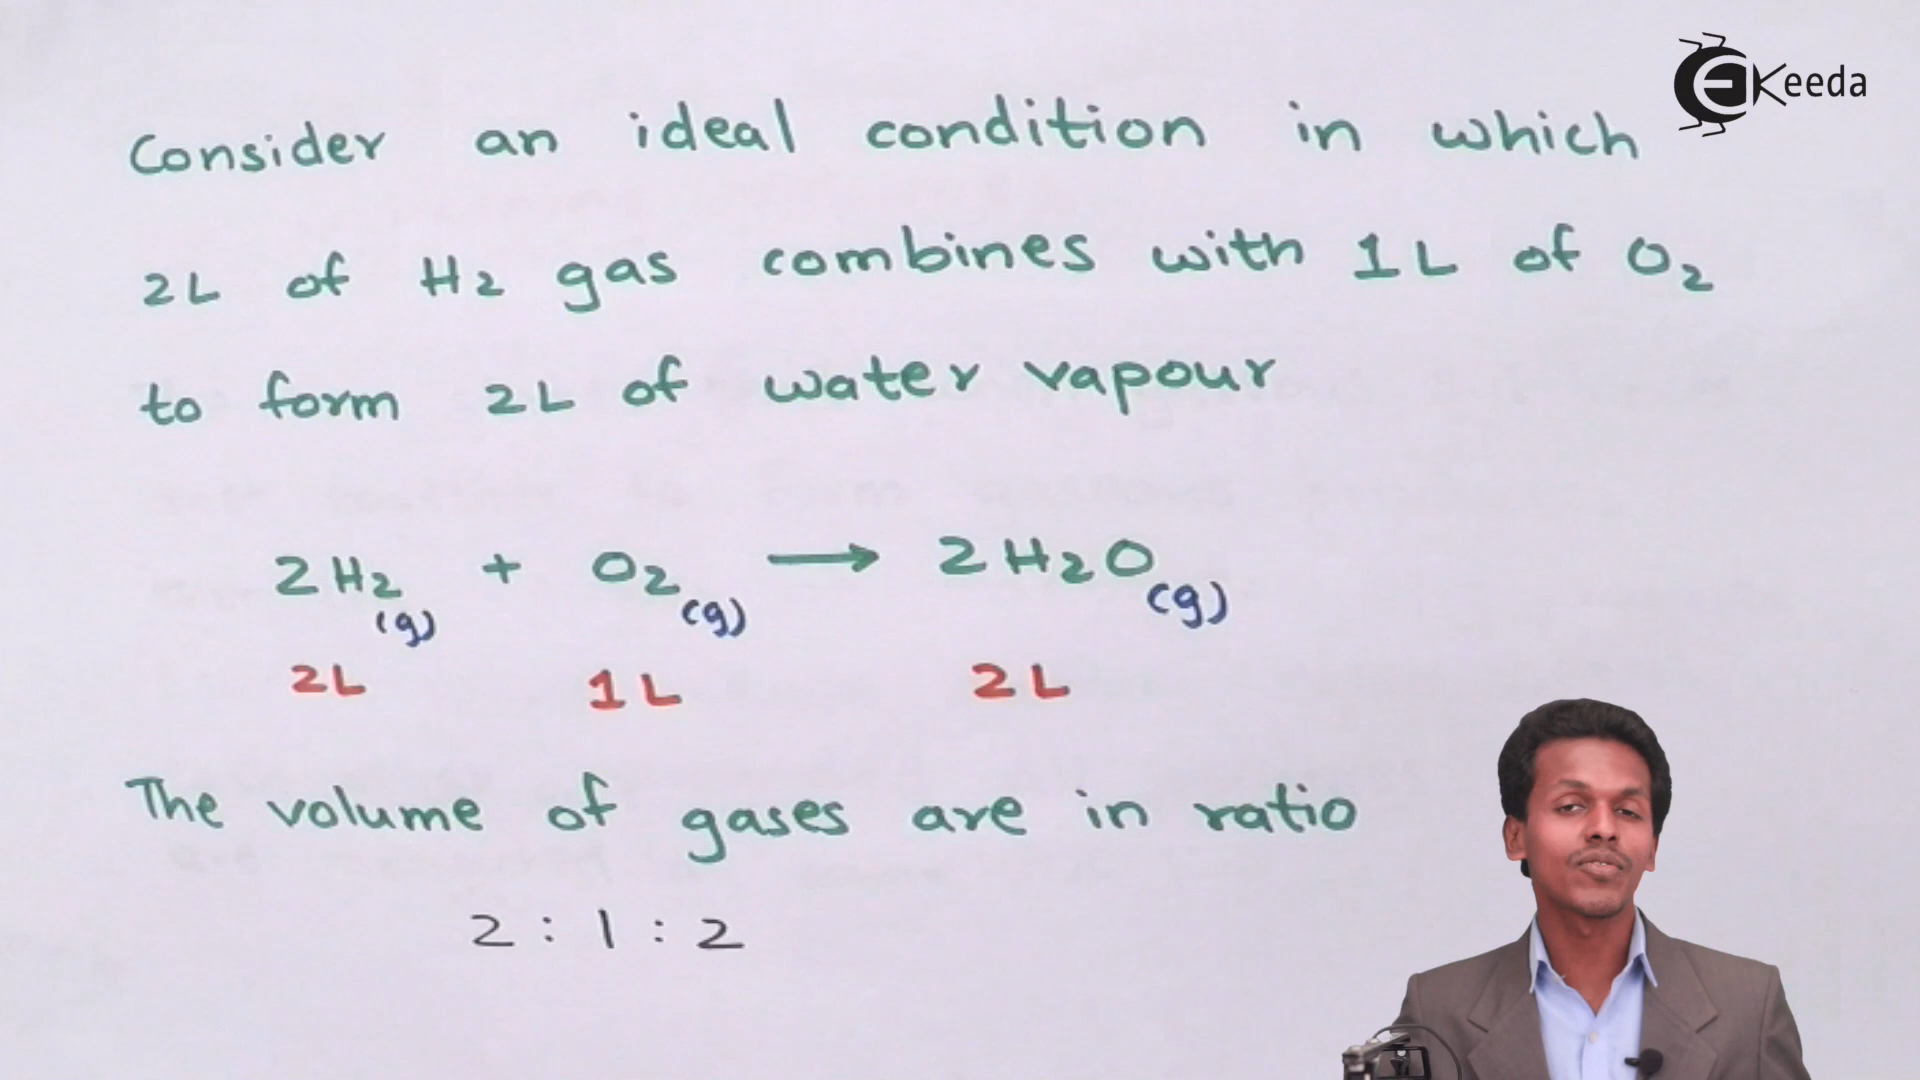 Keeda
Consider an ideal condition in which
2L of H2 gas combines with 1L of O2
to form 2L of water vapour
2H2(g) + O2(g) → 2H2O(g)
2L 1L 2L
The volume of gases are in ratio
2 : 1 : 2